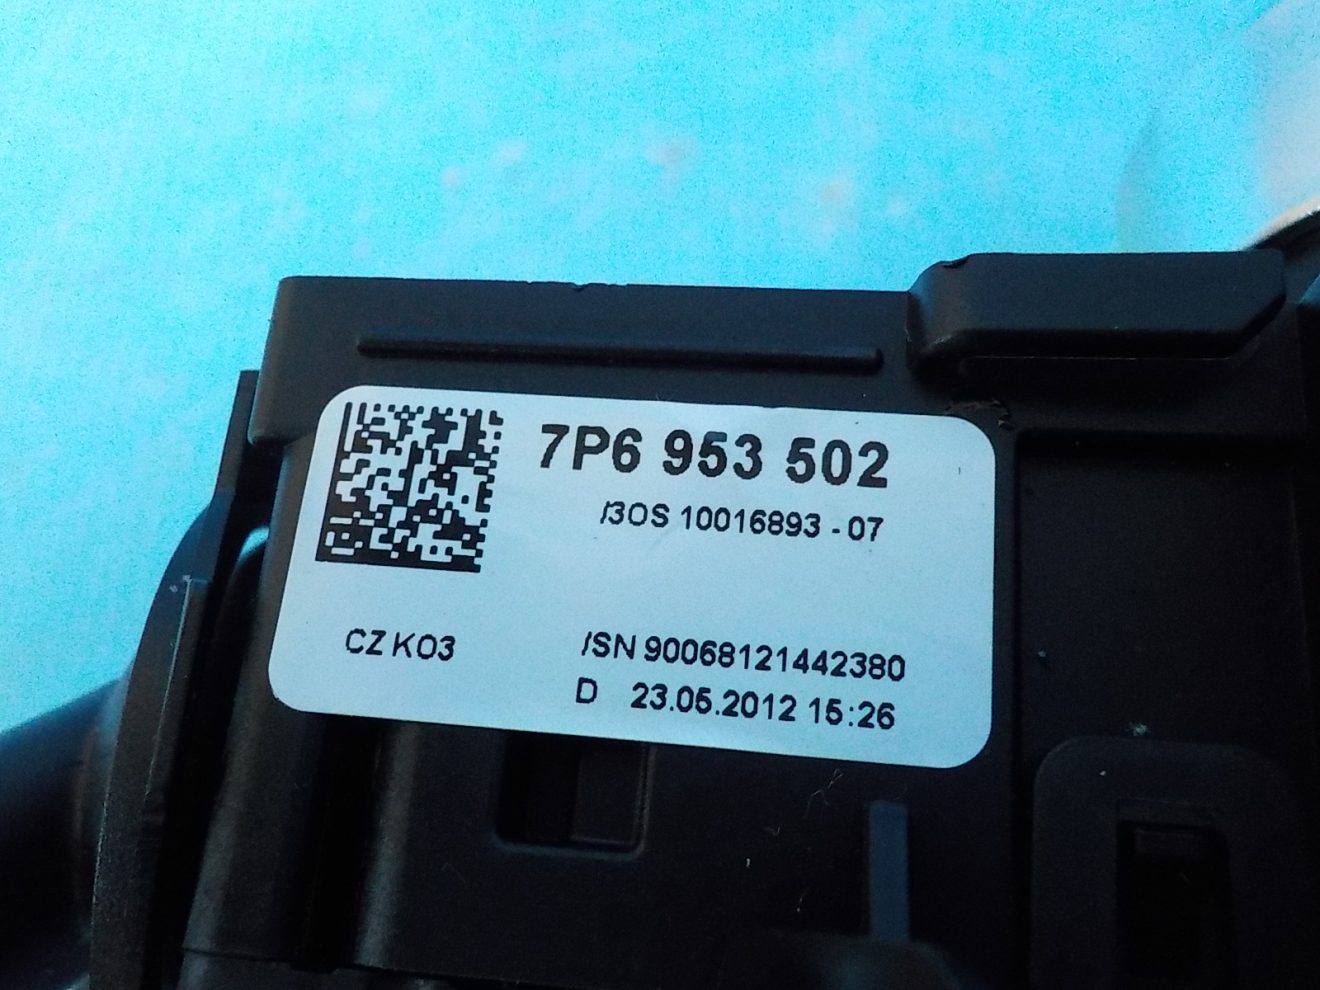 7P6 953 502
/3OS 10016893 - 07
CZ K03
/SN 90068121442380
D 23.05.2012 15:26